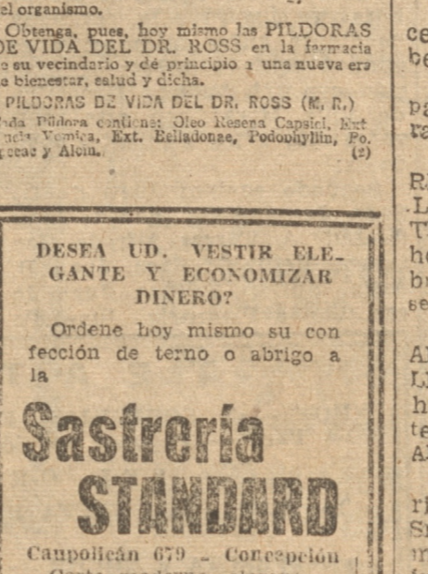 el organismo.
Obtenga, pues, hoy mismo las PILDORAS
DE VIDA DEL DR. ROSS en la farmacia
de su vecindario y dé principio a una nueva era
de bienestar, salud y dicha.
PILDORAS DE VIDA DEL DR. ROSS (M. R.)
Cada Píldora contiene: Oleo Resena Capsici, Ext
Vomica, Ext. Belladonae, Podophyllin, Po.
y Aloin. (2)
DESEA UD. VESTIR ELE-
GANTE Y ECONOMIZAR
DINERO?
Ordene hoy mismo su con
fección de terno o abrigo a
la
Sastrería
STANDARD
Caupolicán 679 - Concepción